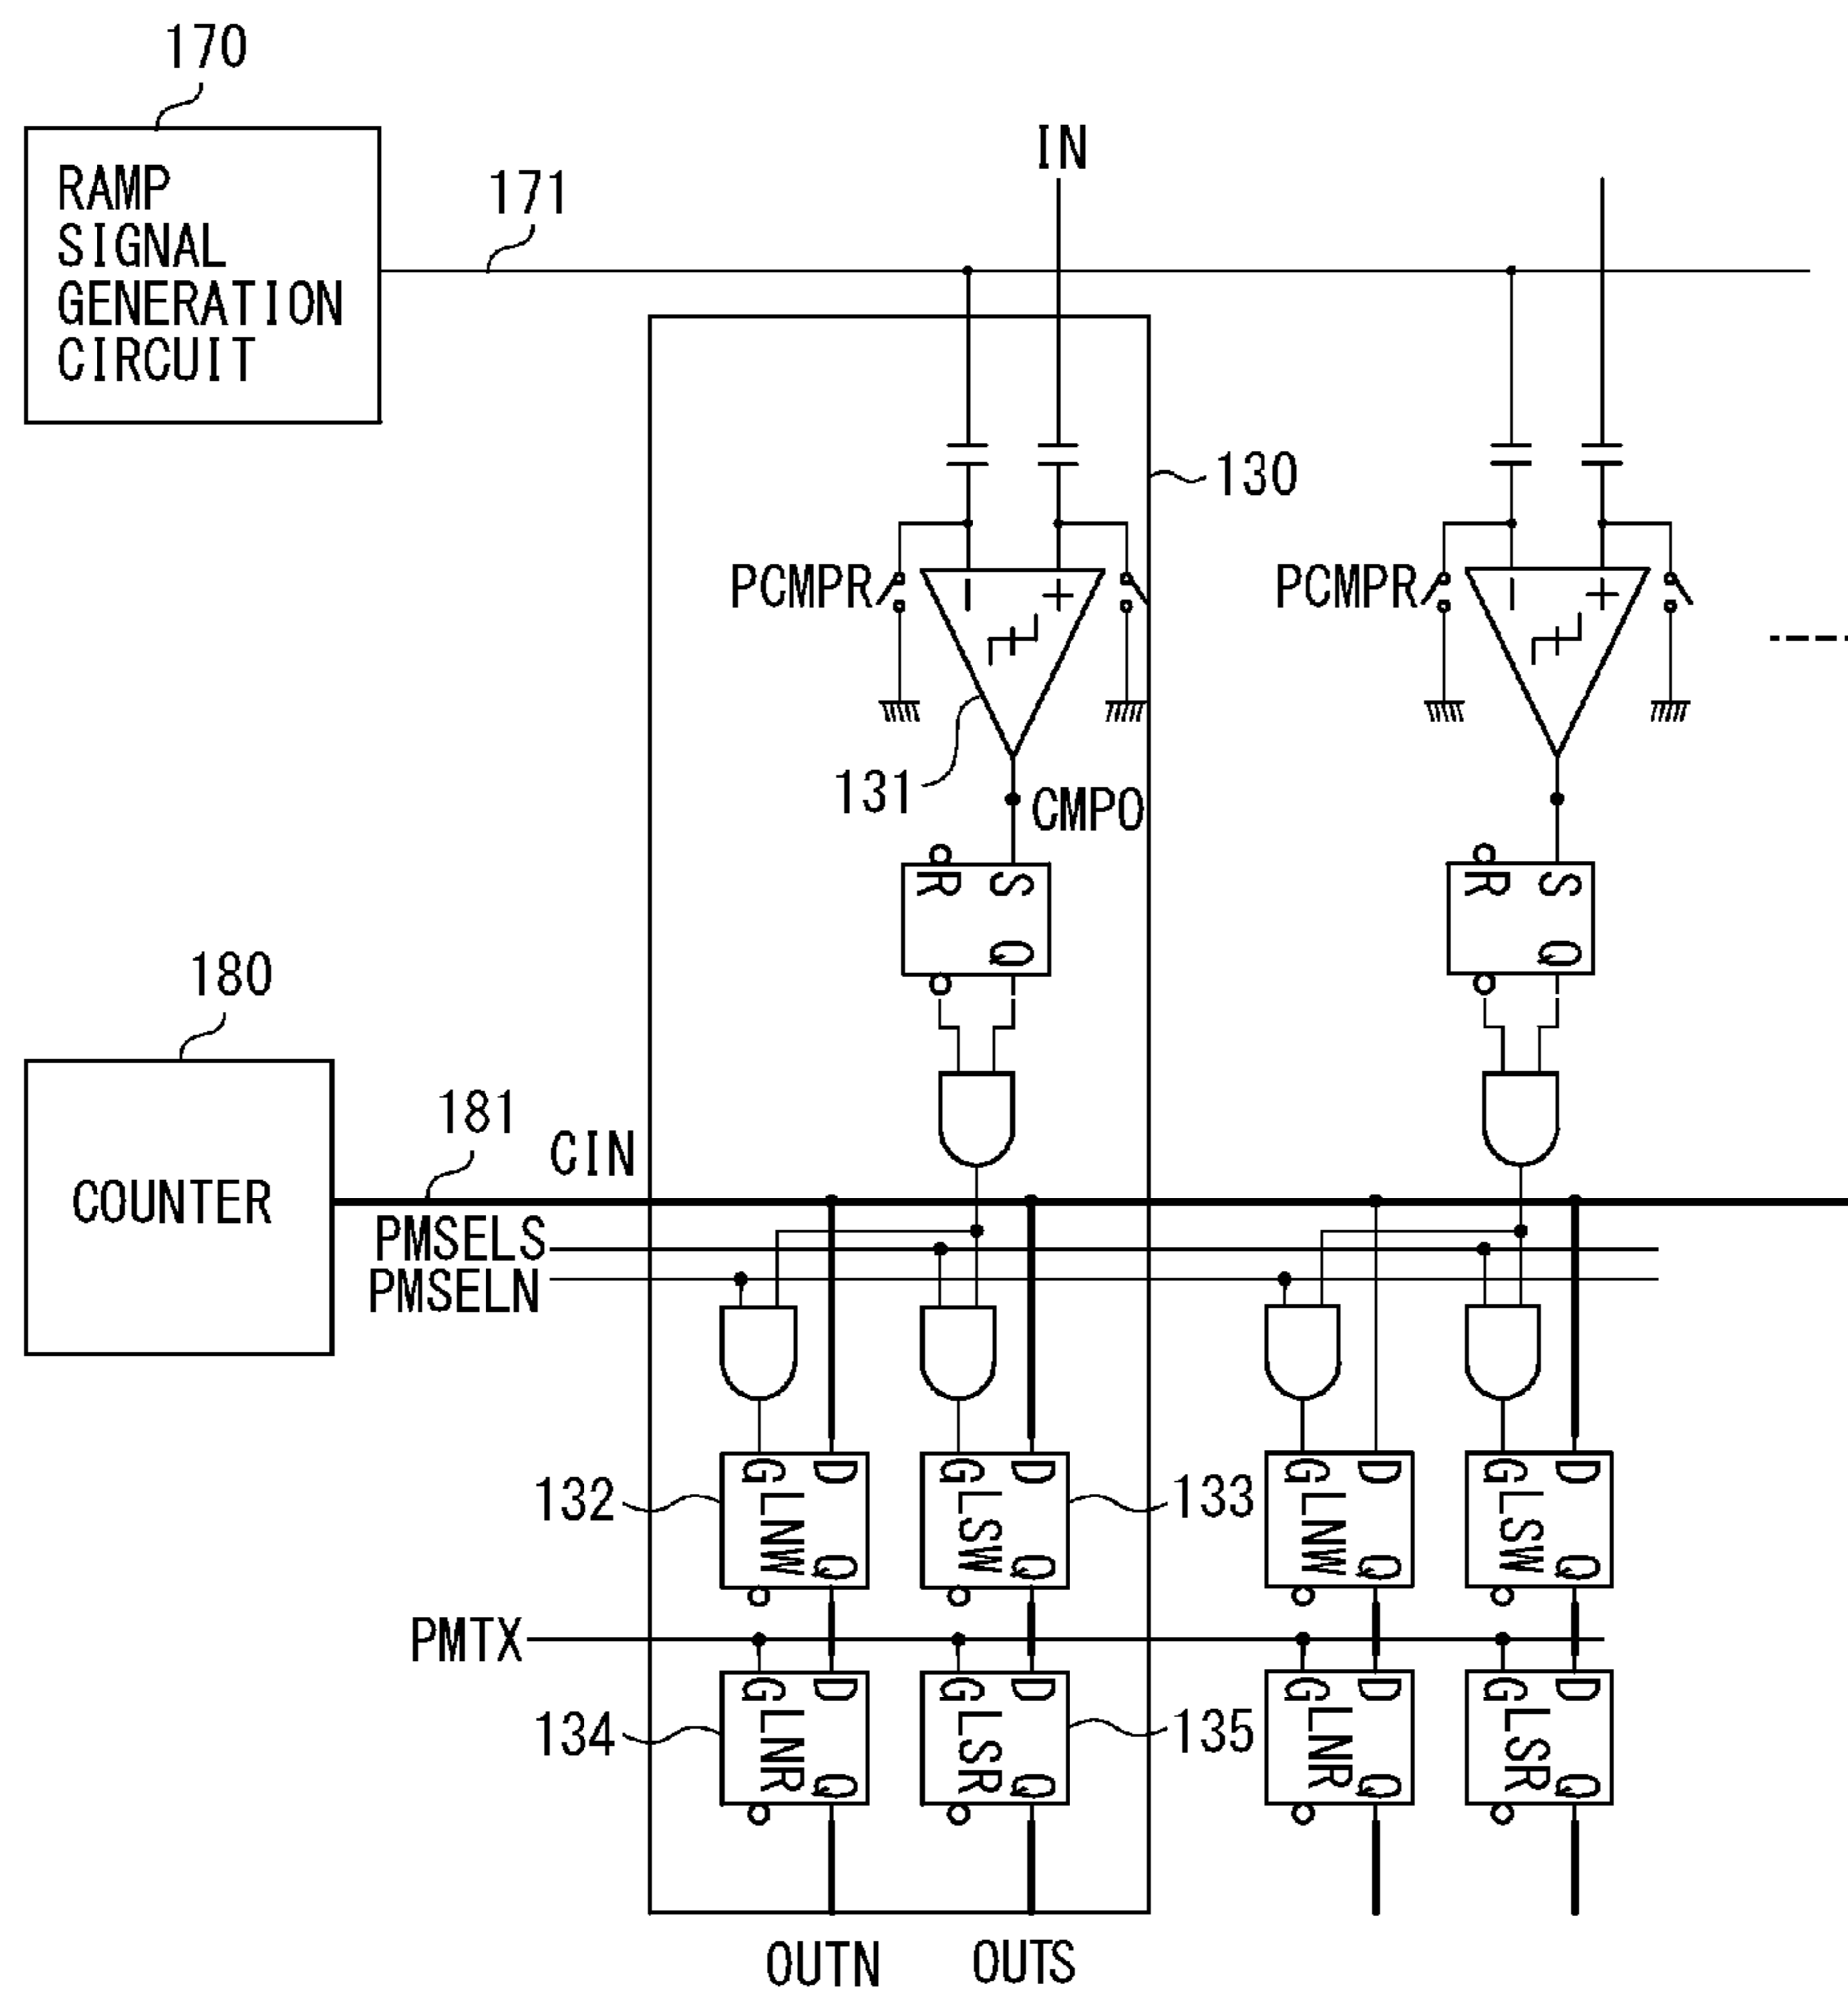 170
RAMP
SIGNAL
GENERATION
CIRCUIT
171
IN
130
PCMPR
PCMPR
- +
- +
131
CMPO
R S
Q
R S
Q
180
COUNTER
181
CIN
PMSELS
PMSELN
132
G D
LNW
Q
G D
LSW
Q
133
G D
LNW
Q
G D
LSW
Q
PMTX
134
G D
LNR
Q
G D
LSR
Q
135
G D
LNR
Q
G D
LSR
Q
OUTN
OUTS